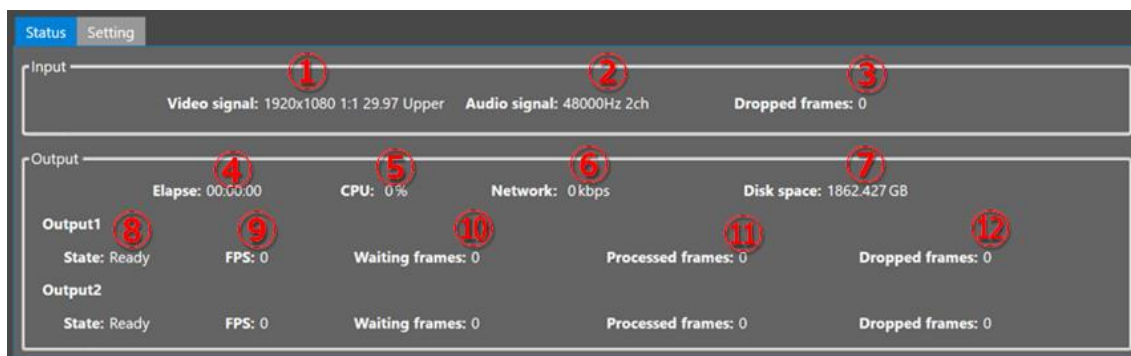 Status Setting
Input
① ② ③
Video signal: 1920x1080 1:1 29.97 Upper Audio signal: 48000Hz 2ch Dropped frames: 0
Output
④ ⑤ ⑥ ⑦
Elapse: 00:00:00 CPU: 0% Network: 0 kbps Disk space: 1862.427 GB
Output1
⑧ ⑨ ⑩ ⑪ ⑫
State: Ready FPS: 0 Waiting frames: 0 Processed frames: 0 Dropped frames: 0
Output2
State: Ready FPS: 0 Waiting frames: 0 Processed frames: 0 Dropped frames: 0